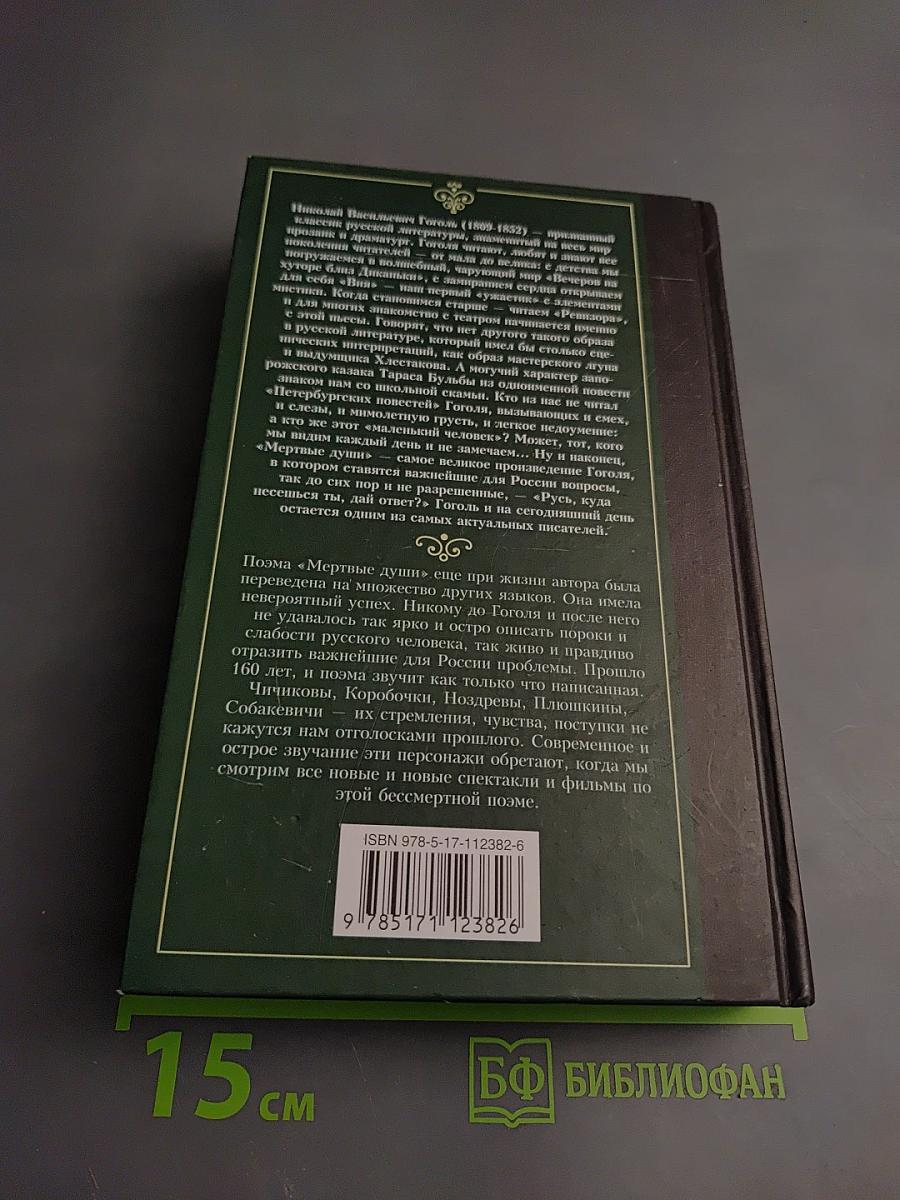 Николай Васильевич Гоголь (1809-1852) — признанный
классик русской литературы, знаменитый на весь мир
прозаик и драматург. Гоголя читают, любят и знают все
поколения читателей — от мала до велика: с детства мы
погружаемся в волшебный, чарующий мир «Вечеров на
хуторе близ Диканьки», с замиранием сердца открываем
для себя «Вия» — наш первый «ужастик» с элементами
мистики. Когда становимся старше — читаем «Ревизора»,
и для многих знакомство с театром начинается именно
с этой пьесы. Говорят, что нет другого такого образа
в русской литературе, который имел бы столько сце-
нических интерпретаций, как образ мастерского лгуна
и выдумщика Хлестакова. А могучий характер запо-
рожского казака Тараса Бульбы из одноименной повести
знаком нам со школьной скамьи. Кто из нас не читал
«Петербургских повестей» Гоголя, вызывающих и смех,
и слезы, и мимолетную грусть, и легкое недоумение:
а кто же этот «маленький человек»? Может, тот, кого
мы видим каждый день и не замечаем... Ну и наконец,
«Мертвые души» — самое великое произведение Гоголя,
в котором ставятся важнейшие для России вопросы,
так до сих пор и не разрешенные, — «Русь, куда
несешься ты, дай ответ?» Гоголь и на сегодняшний день
остается одним из самых актуальных писателей.
Поэма «Мертвые души» еще при жизни автора была
переведена на множество других языков. Она имела
невероятный успех. Никому до Гоголя и после него
не удавалось так ярко и остро описать пороки и
слабости русского человека, так живо и правдиво
отразить важнейшие для России проблемы. Прошло
160 лет, и поэма звучит как только что написанная.
Чичиковы, Коробочки, Ноздревы, Плюшкины,
Собакевичи — их стремления, чувства, поступки не
кажутся нам отголосками прошлого. Современное и
острое звучание эти персонажи обретают, когда мы
смотрим все новые и новые спектакли и фильмы по
этой бессмертной поэме.
ISBN 978-5-17-112382-6
9 785171 123826
15 см
БФ БИБЛИОФАН